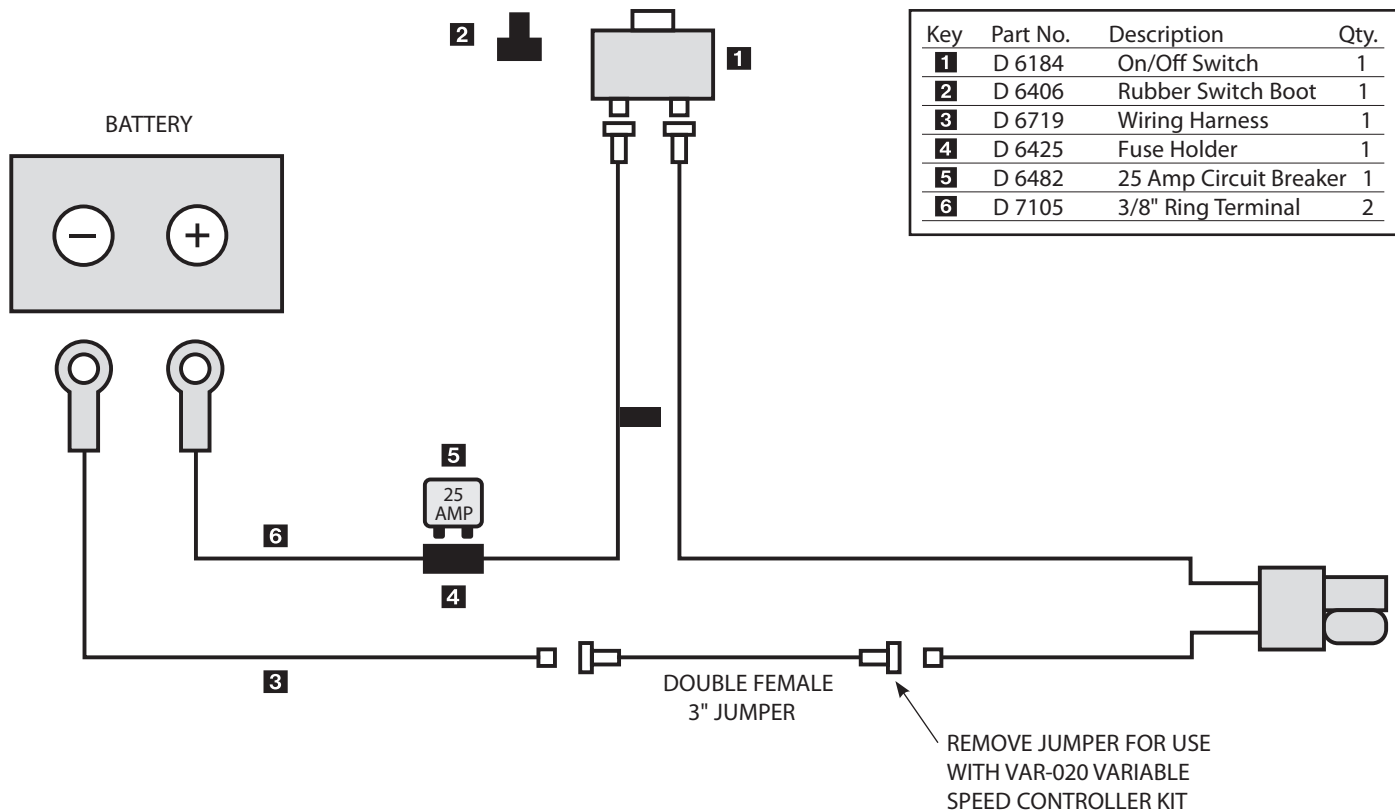 2
1
Key Part No. Description Qty.
1 D 6184 On/Off Switch 1
2 D 6406 Rubber Switch Boot 1
3 D 6719 Wiring Harness 1
4 D 6425 Fuse Holder 1
5 D 6482 25 Amp Circuit Breaker 1
6 D 7105 3/8" Ring Terminal 2
BATTERY
− +
5
25
AMP
6
4
3
DOUBLE FEMALE
3" JUMPER
REMOVE JUMPER FOR USE
WITH VAR-020 VARIABLE
SPEED CONTROLLER KIT